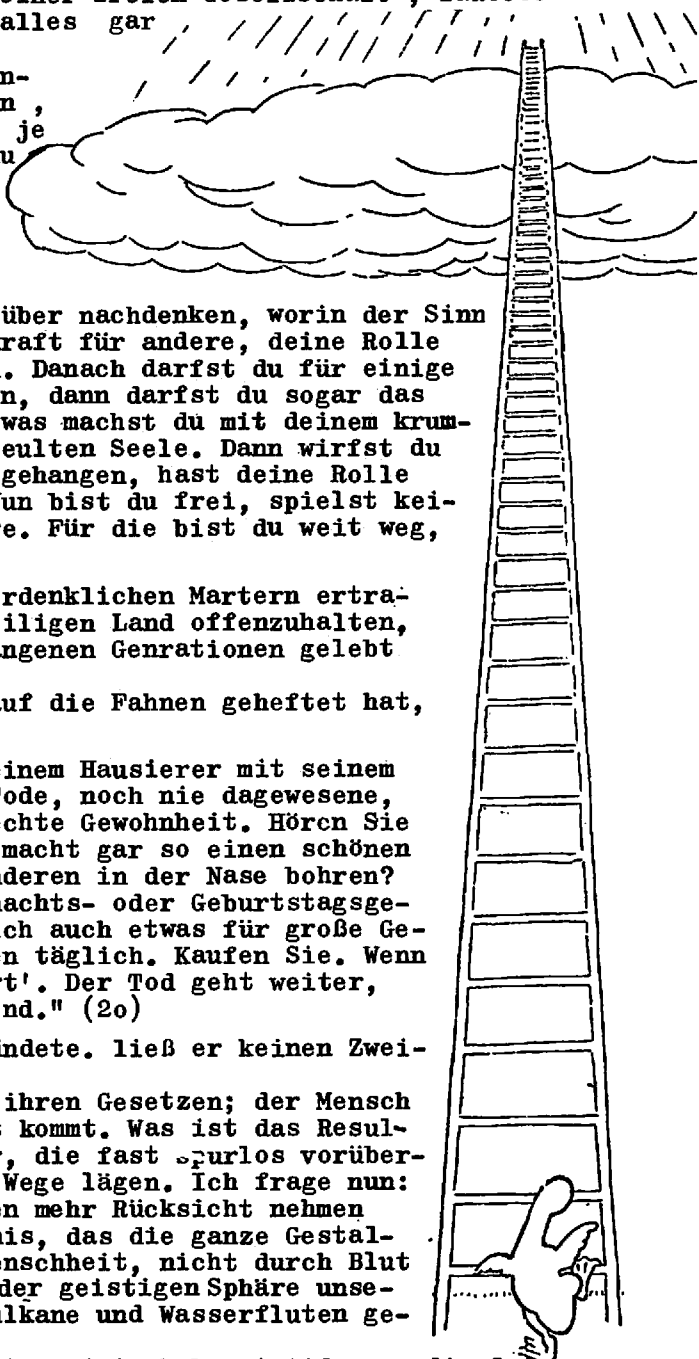 alles gar
n-
n ,
je
u
über nachdenken, worin der Sinn
raft für andere, deine Rolle
. Danach darfst du für einige
n, dann darfst du sogar das
was machst du mit deinem krum-
eulten Seele. Dann wirfst du
gehangen, hast deine Rolle
un bist du frei, spielst kei-
e. Für die bist du weit weg,
rdenklichen Martern ertra-
iligen Land offenzuhalten,
ngenen Genrationen gelebt
uf die Fahnen geheftet hat,
inem Hausierer mit seinem
ode, noch nie dagewesene,
chte Gewohnheit. Hören Sie
macht gar so einen schönen
nderen in der Nase bohren?
nachts- oder Geburtstagsge-
ch auch etwas für große Ge-
n täglich. Kaufen Sie. Wenn
t'. Der Tod geht weiter,
nd." (2o)
indete. ließ er keinen Zwei-
ihren Gesetzen; der Mensch
s kommt. Was ist das Resul-
r, die fast spurlos vorüber-
Wege lägen. Ich frage nun:
en mehr Rücksicht nehmen
nis, das die ganze Gestal-
enschheit, nicht durch Blut
der geistigen Sphäre unse-
ulkane und Wasserfluten ge-